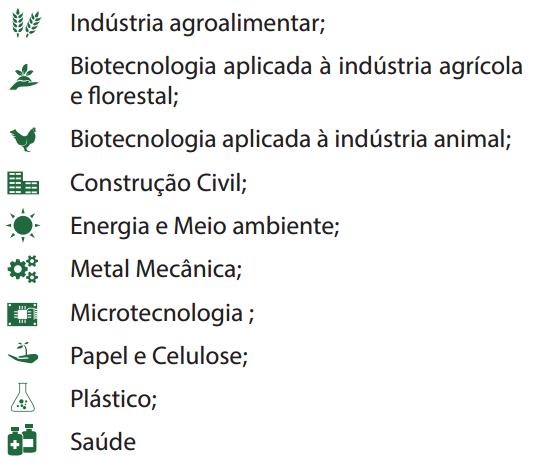 Indústria agroalimentar;
Biotecnologia aplicada à indústria agrícola
e florestal;
Biotecnologia aplicada à indústria animal;
Construção Civil;
Energia e Meio ambiente;
Metal Mecânica;
Microtecnologia ;
Papel e Celulose;
Plástico;
Saúde